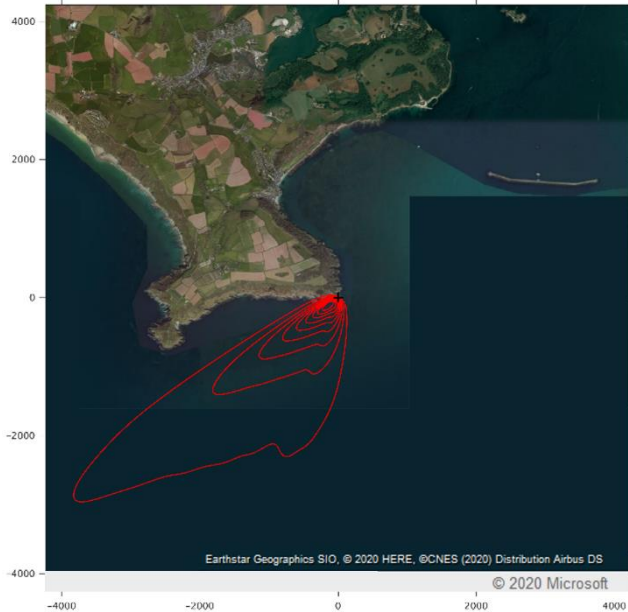 4000
2000
0
−2000
−4000
Earthstar Geographics SIO, © 2020 HERE, ©CNES (2020) Distribution Airbus DS
© 2020 Microsoft
−4000 −2000 0 2000 4000